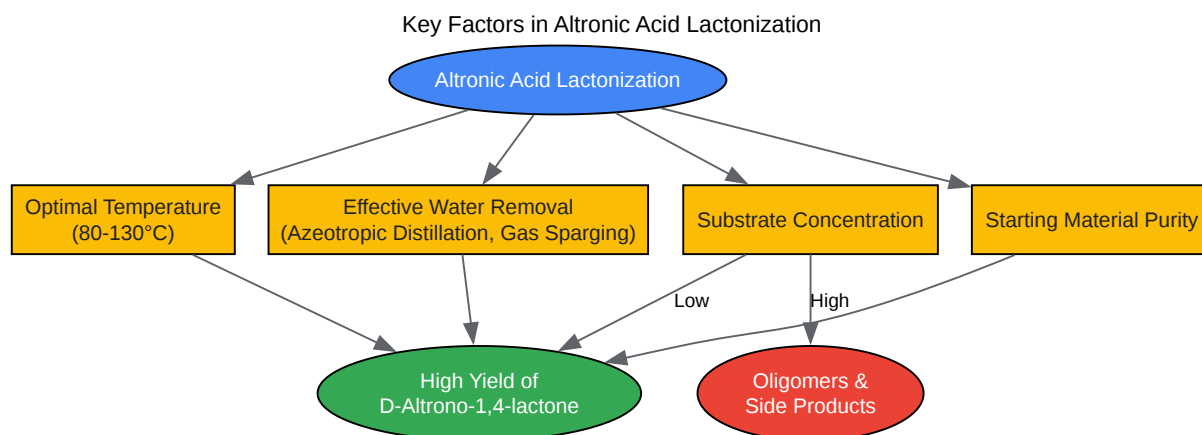 Key Factors in Altronic Acid Lactonization
Altronic Acid Lactonization
Optimal Temperature
(80-130°C)
Effective Water Removal
(Azeotropic Distillation, Gas Sparging)
Substrate Concentration
Starting Material Purity
Low
High
High Yield of
D-Altrono-1,4-lactone
Oligomers &
Side Products